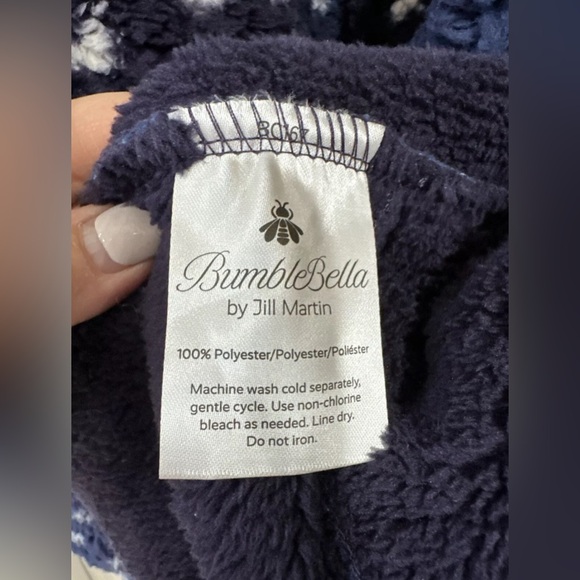 BumbleBella
by Jill Martin
100% Polyester/Polyester/Poliéster
Machine wash cold separately,
gentle cycle. Use non-chlorine
bleach as needed. Line dry.
Do not iron.